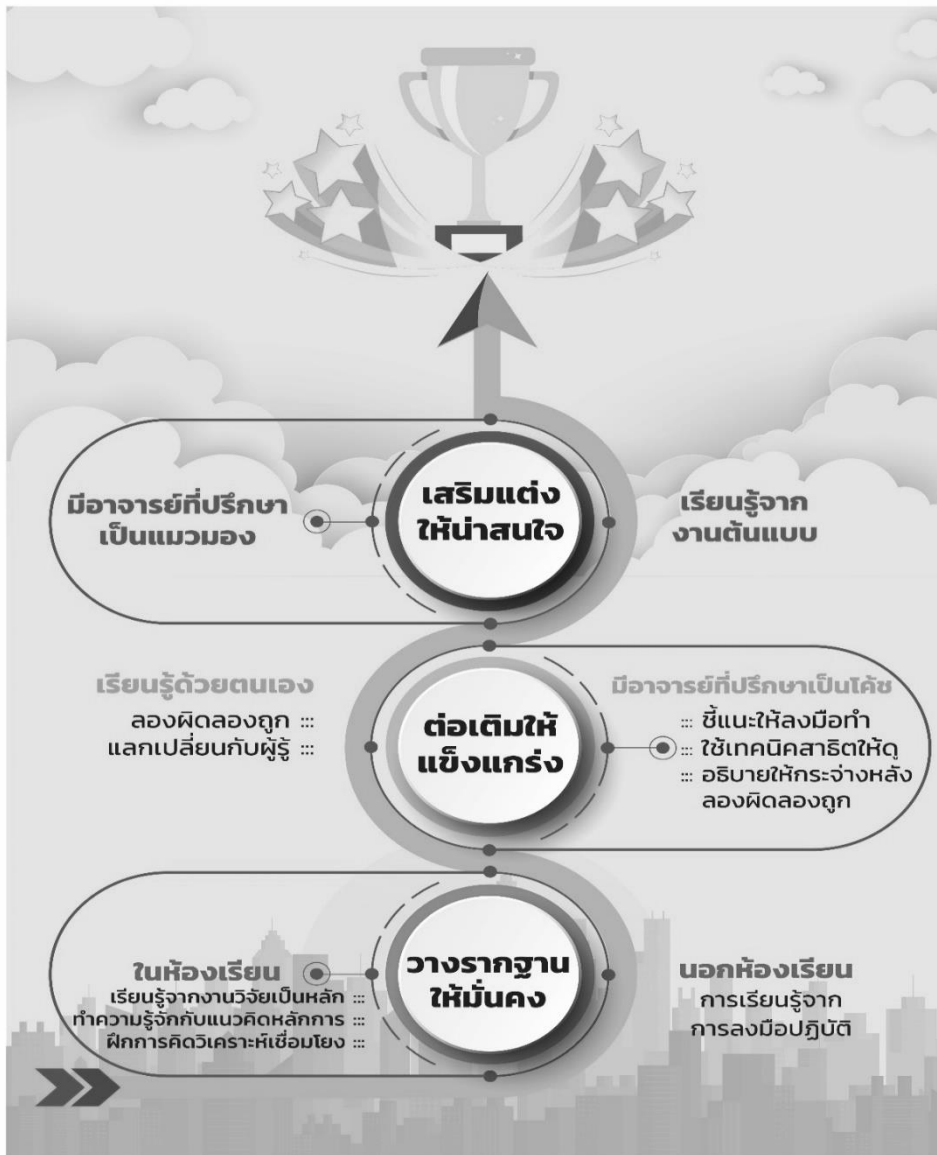 มีอาจารย์ที่ปรึกษา
เป็นแมวมอง
เสริมแต่ง
ให้น่าสนใจ
เรียนรู้จาก
งานต้นแบบ
เรียนรู้ด้วยตนเอง
ลองผิดลองถูก :::
แลกเปลี่ยนกับผู้รู้ :::
ต่อเติมให้
แข็งแกร่ง
มีอาจารย์ที่ปรึกษาเป็นโค้ช
::: ชี้แนะให้ลงมือทำ
::: ใช้เทคนิคสาธิตให้ดู
::: อธิบายให้กระจ่างหลัง
ลองผิดลองถูก
ในห้องเรียน
เรียนรู้จากงานวิจัยเป็นหลัก :::
ทำความรู้จักกับแนวคิดหลักการ :::
ฝึกการคิดวิเคราะห์เชื่อมโยง :::
วางรากฐาน
ให้มั่นคง
นอกห้องเรียน
การเรียนรู้จาก
การลงมือปฏิบัติ